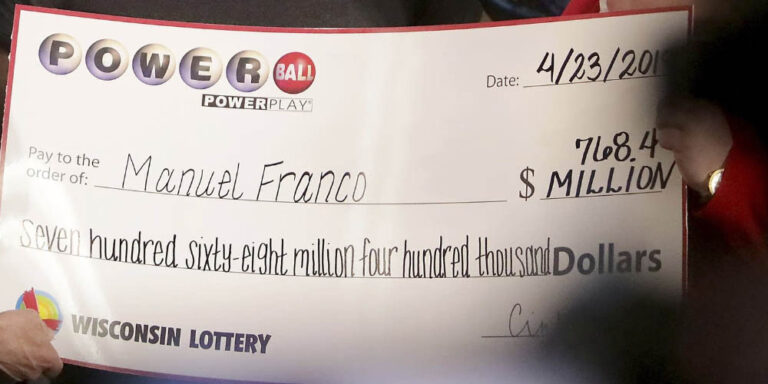 POWERBALL
POWERPLAY
Date: 4/23/201
Pay to the
order of: Manuel Franco
768.4
$ MILLION
Seven hundred sixty-eight million four hundred thousand Dollars
WISCONSIN LOTTERY